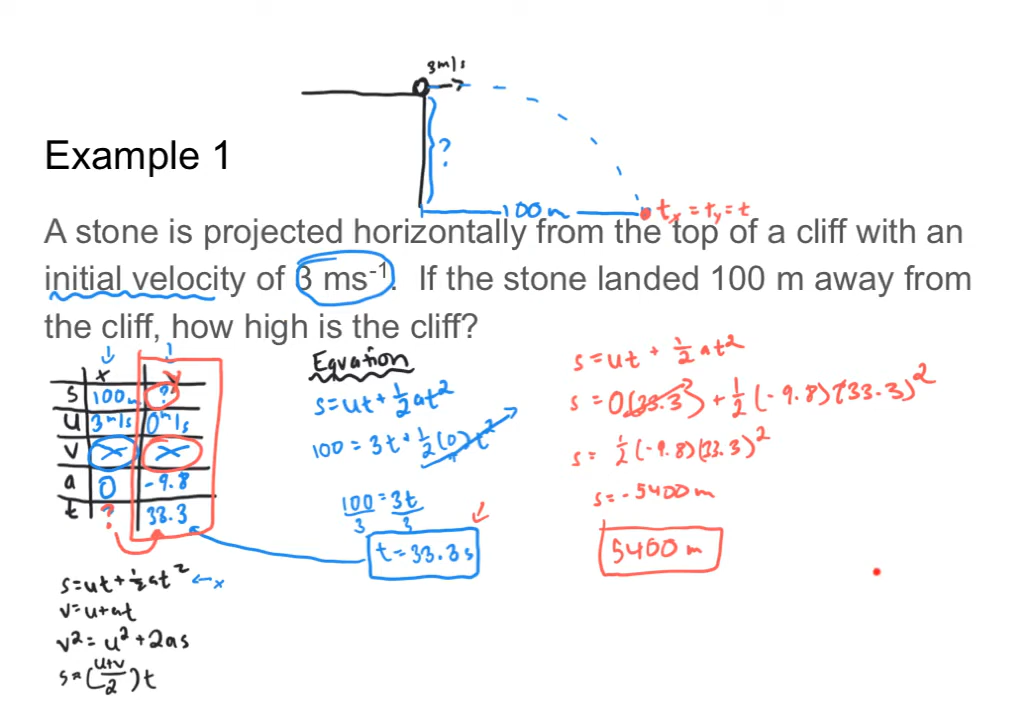 3m/s
?
100m
tₓ = tᵧ = t
Example 1
A stone is projected horizontally from the top of a cliff with an
initial velocity of 3 ms⁻¹. If the stone landed 100 m away from
the cliff, how high is the cliff?
x y
s 100m ?
u 3m/s 0m/s
v × ×
a 0 -9.8
t ? 33.3
s=ut+½at² ← x
v=u+at
v²=u²+2as
s=(u+v/2)t
Equation
s=ut+½at²
100=3t+½(0)t²
100/3=3t/3
t=33.3s
s=ut+½at²
s=0(33.3)+½(-9.8)(33.3)²
s=½(-9.8)(33.3)²
s=-5400m
5400 m